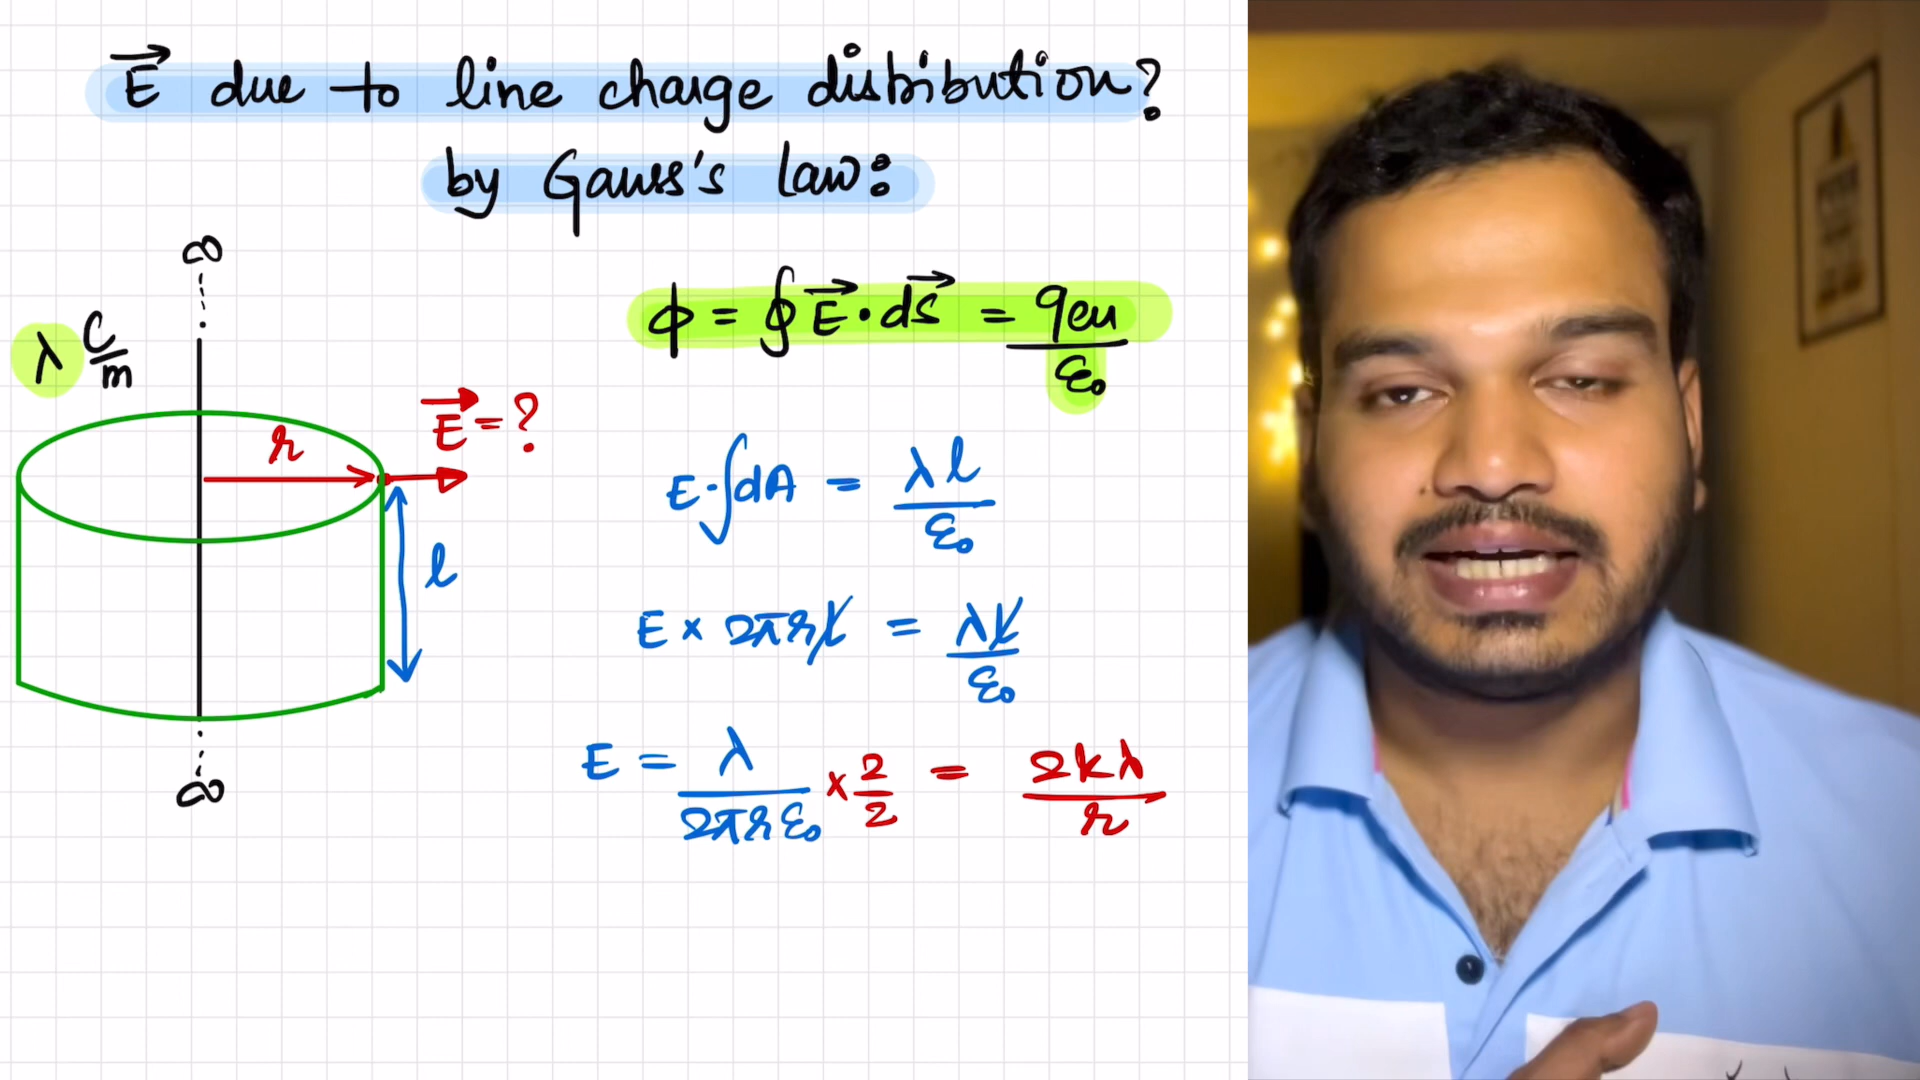 E⃗ due to line charge distribution?
by Gauss's law:
∞
λ C/m
r
E⃗ = ?
l
∞
ϕ = ∮ E⃗ · ds⃗ = qen/ε₀
E·∫dA = λl/ε₀
E × 2πrl = λl/ε₀
E = λ/2πrε₀ × 2/2 = 2kλ/r